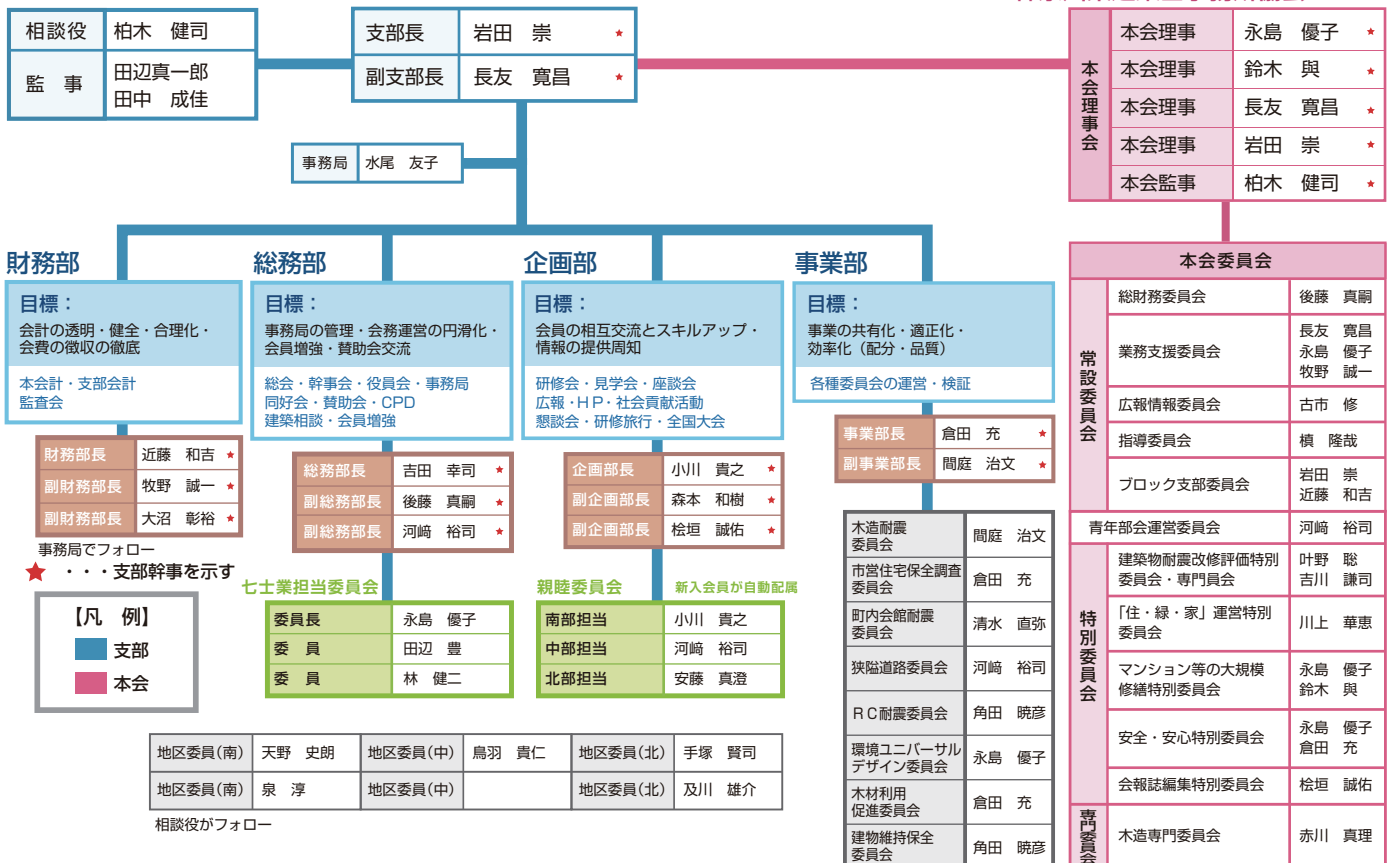 相談役 柏木 健司
監 事 田辺真一郎
田中 成佳
支部長 岩田 崇 ★
副支部長 長友 寛昌 ★
事務局 水尾 友子
本会理事会
本会理事 永島 優子 ★
本会理事 鈴木 與 ★
本会理事 長友 寛昌 ★
本会理事 岩田 崇 ★
本会監事 柏木 健司 ★
財務部
目標：
会計の透明・健全・合理化・
会費の徴収の徹底
本会計・支部会計
監査会
財務部長 近藤 和吉 ★
副財務部長 牧野 誠一 ★
副財務部長 大沼 彰裕 ★
事務局でフォロー
★ ・・・支部幹事を示す
【凡 例】
支部
本会
総務部
目標：
事務局の管理・会務運営の円滑化・
会員増強・賛助会交流
総会・幹事会・役員会・事務局
同好会・賛助会・CPD
建築相談・会員増強
総務部長 吉田 幸司 ★
副総務部長 後藤 真嗣 ★
副総務部長 河﨑 裕司 ★
七士業担当委員会
委員長 永島 優子
委 員 田辺 豊
委 員 林 健二
企画部
目標：
会員の相互交流とスキルアップ・
情報の提供周知
研修会・見学会・座談会
広報・HP・社会貢献活動
懇談会・研修旅行・全国大会
企画部長 小川 貴之 ★
副企画部長 森本 和樹 ★
副企画部長 桧垣 誠佑 ★
親睦委員会 新入会員が自動配属
南部担当 小川 貴之
中部担当 河﨑 裕司
北部担当 安藤 真澄
事業部
目標：
事業の共有化・適正化・
効率化（配分・品質）
各種委員会の運営・検証
事業部長 倉田 充 ★
副事業部長 間庭 治文 ★
木造耐震
委員会 間庭 治文
市営住宅保全調査
委員会 倉田 充
町内会館耐震
委員会 清水 直弥
狭隘道路委員会 河﨑 裕司
RC耐震委員会 角田 暁彦
環境ユニバーサル
デザイン委員会 永島 優子
木材利用
促進委員会 倉田 充
建物維持保全
委員会 角田 暁彦
地区委員(南) 天野 史朗 地区委員(中) 鳥羽 貴仁 地区委員(北) 手塚 賢司
地区委員(南) 泉 淳 地区委員(中) 地区委員(北) 及川 雄介
相談役がフォロー
本会委員会
常設委員会
総財務委員会 後藤 真嗣
業務支援委員会 長友 寛昌
永島 優子
牧野 誠一
広報情報委員会 古市 修
指導委員会 槙 隆哉
ブロック支部委員会 岩田 崇
近藤 和吉
青年部会運営委員会 河﨑 裕司
特別委員会
建築物耐震改修評価特別
委員会・専門員会 叶野 聡
吉川 謙司
「住・緑・家」運営特別
委員会 川上 華恵
マンション等の大規模
修繕特別委員会 永島 優子
鈴木 與
安全・安心特別委員会 永島 優子
倉田 充
会報誌編集特別委員会 桧垣 誠佑
専門委員会
木造専門委員会 赤川 真理